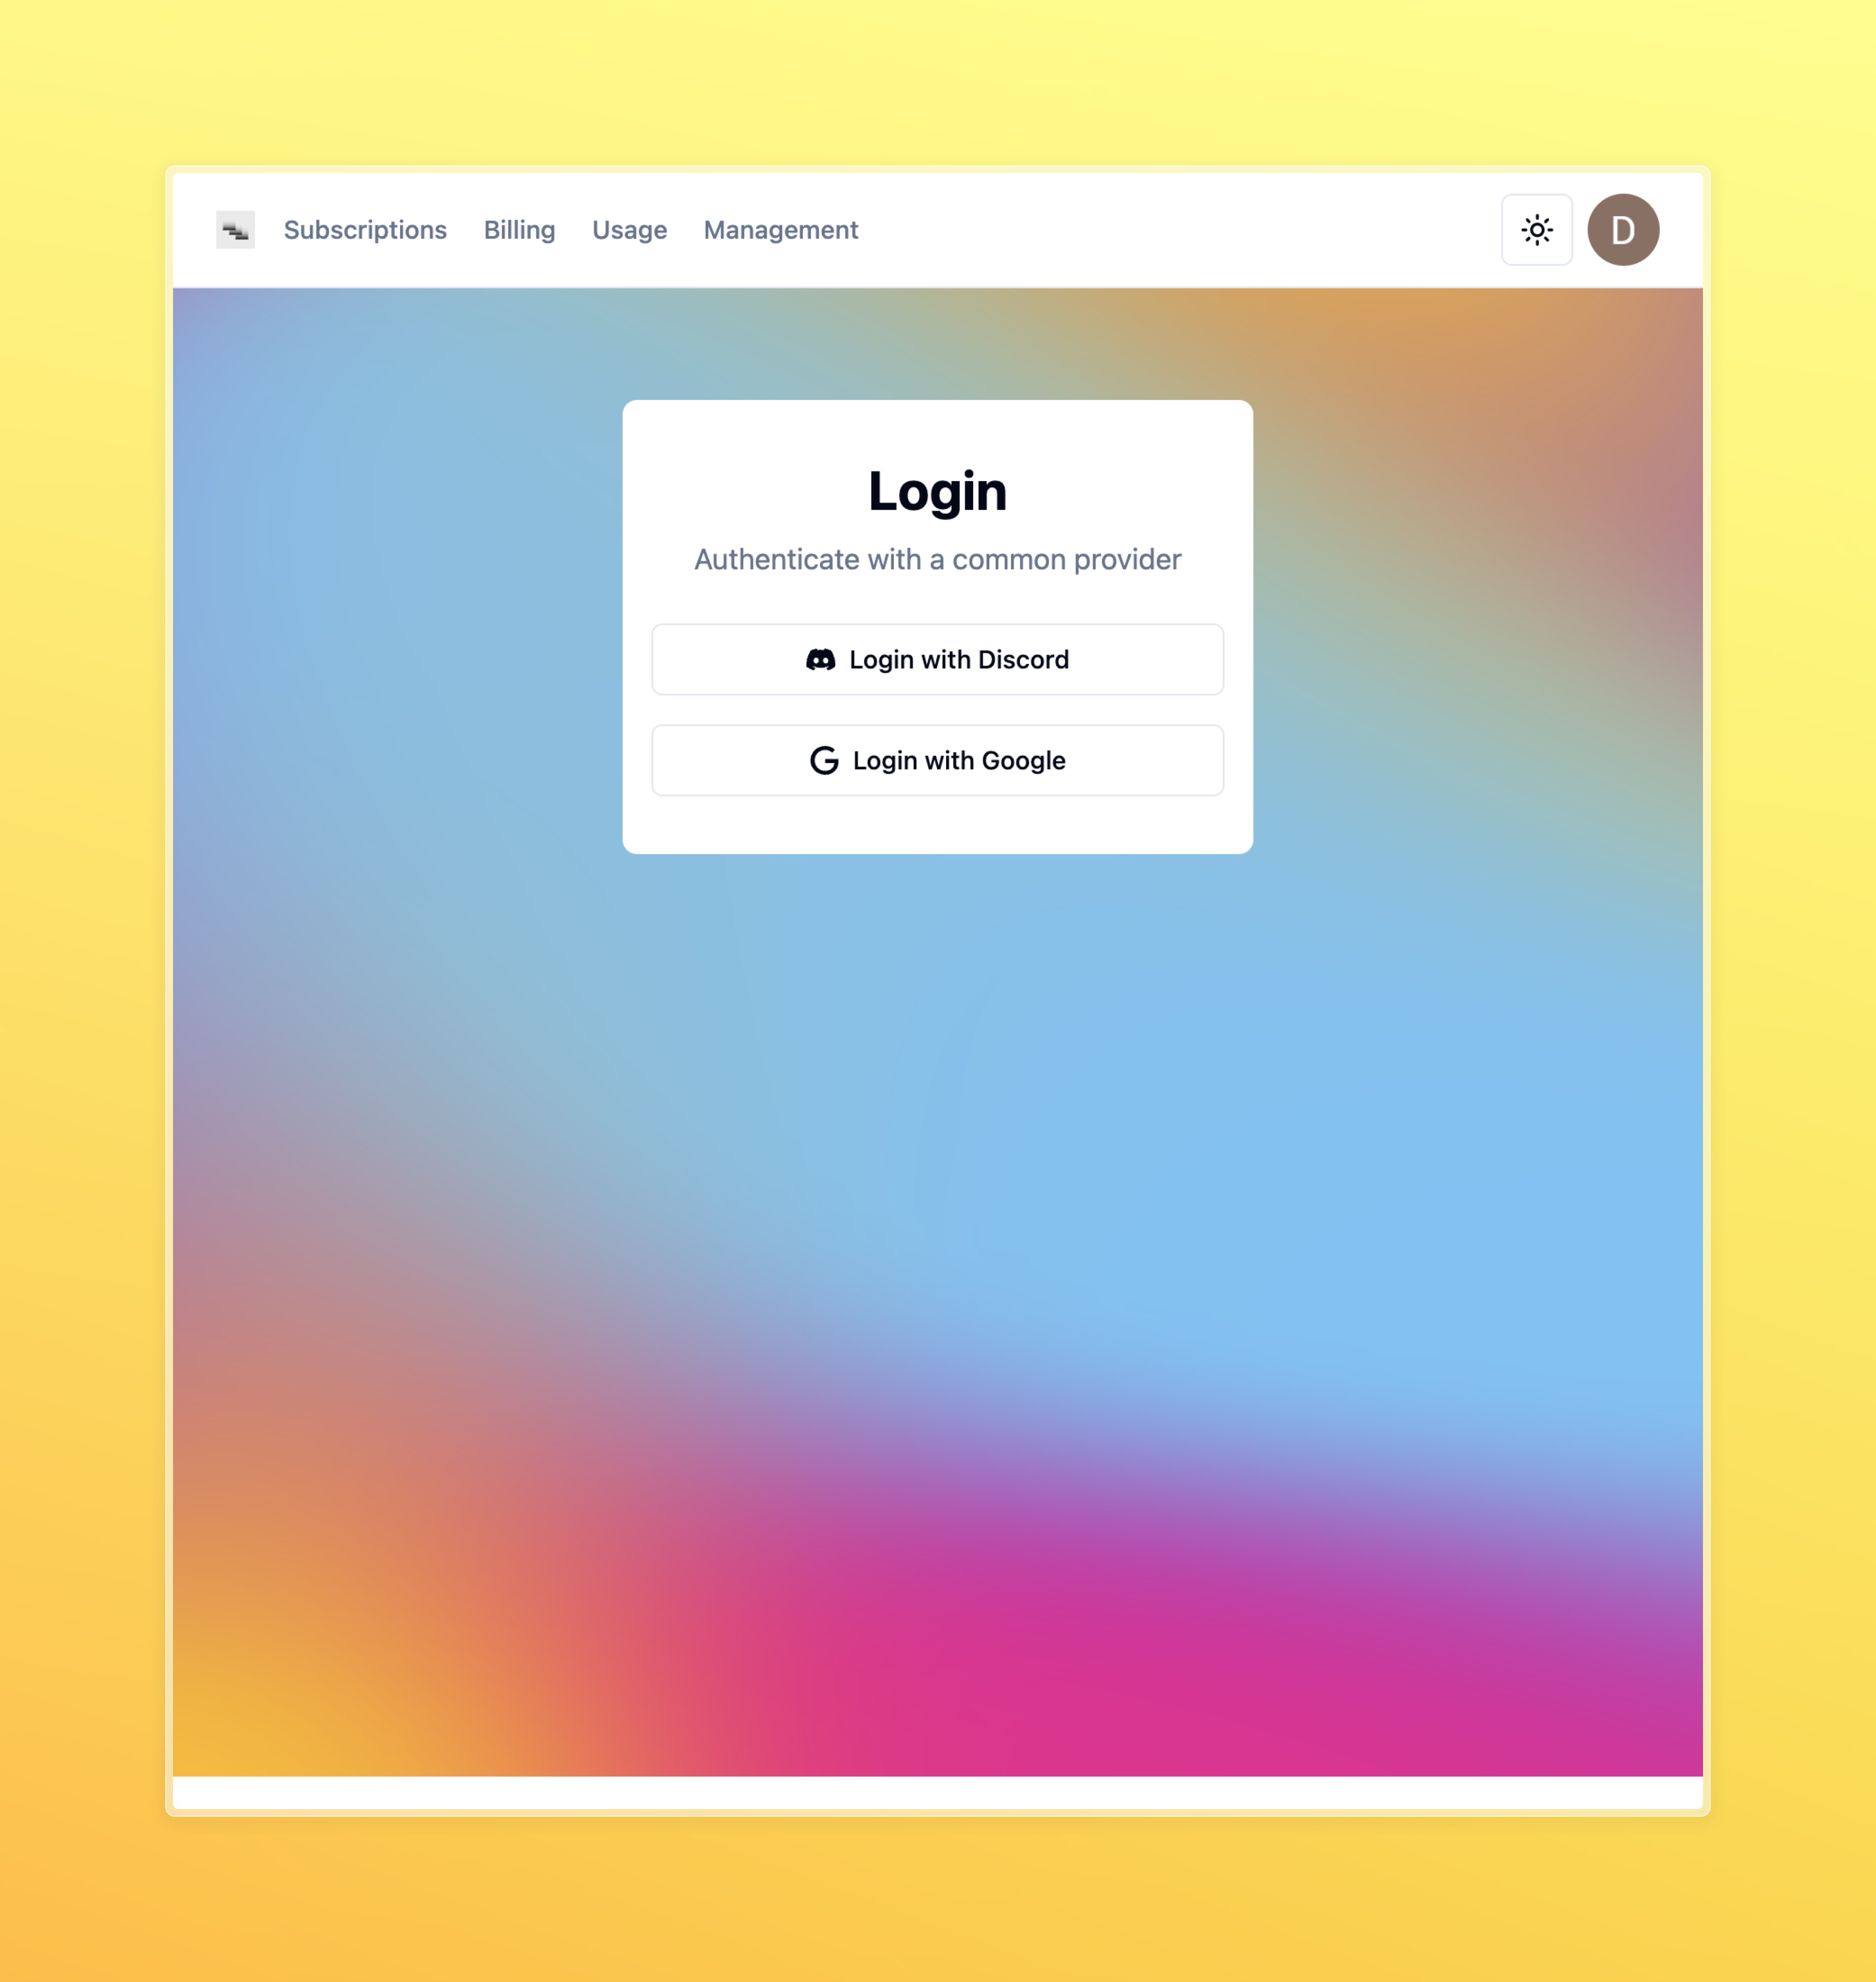 Subscriptions Billing Usage Management D
Login
Authenticate with a common provider
Login with Discord
Login with Google